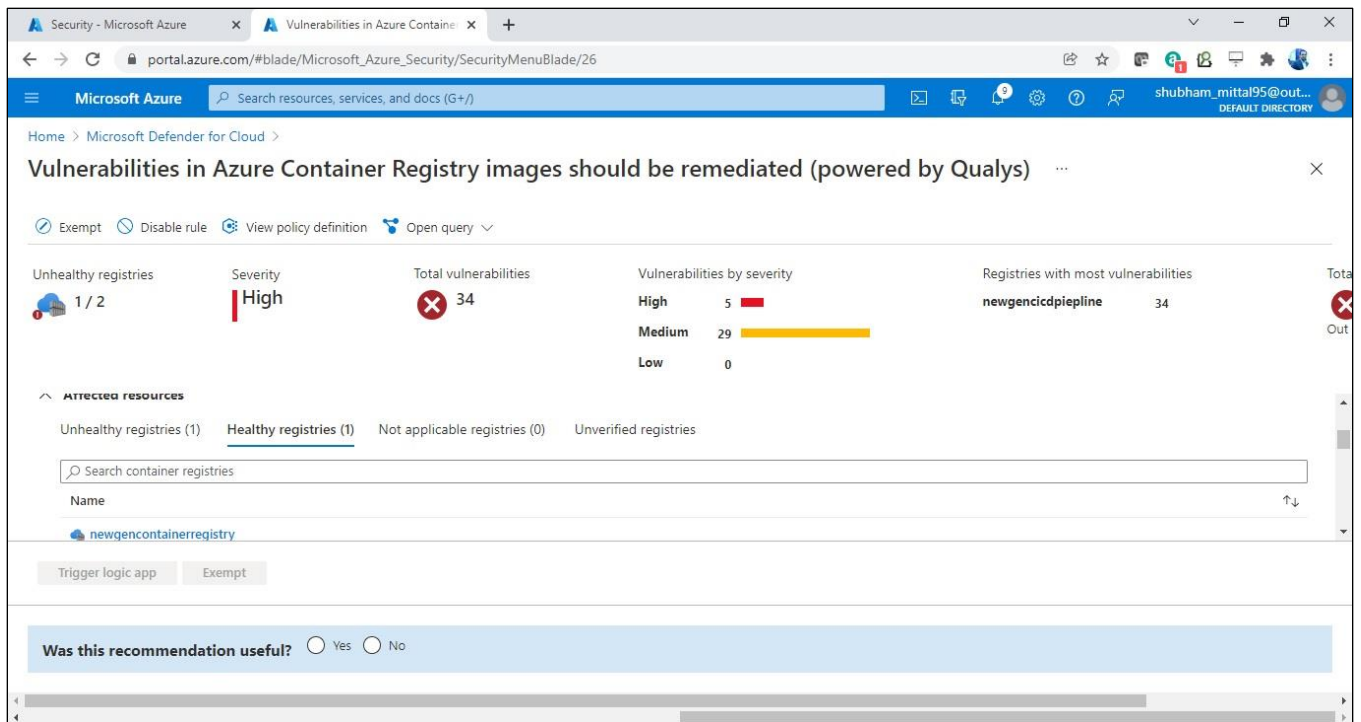 Security - Microsoft Azure
Vulnerabilities in Azure Containe
portal.azure.com/#blade/Microsoft_Azure_Security/SecurityMenuBlade/26
Microsoft Azure
Search resources, services, and docs (G+/)
9
shubham_mittal95@out...
DEFAULT DIRECTORY
Home > Microsoft Defender for Cloud >
Vulnerabilities in Azure Container Registry images should be remediated (powered by Qualys) ...
Exempt Disable rule View policy definition Open query
Unhealthy registries Severity Total vulnerabilities Vulnerabilities by severity Registries with most vulnerabilities Tota
1 / 2 High 34 High 5 newgencicdpiepline 34
Medium 29 Out
Low 0
Affected resources
Unhealthy registries (1) Healthy registries (1) Not applicable registries (0) Unverified registries
Search container registries
Name
newgencontainerregistry
Trigger logic app Exempt
Was this recommendation useful? Yes No